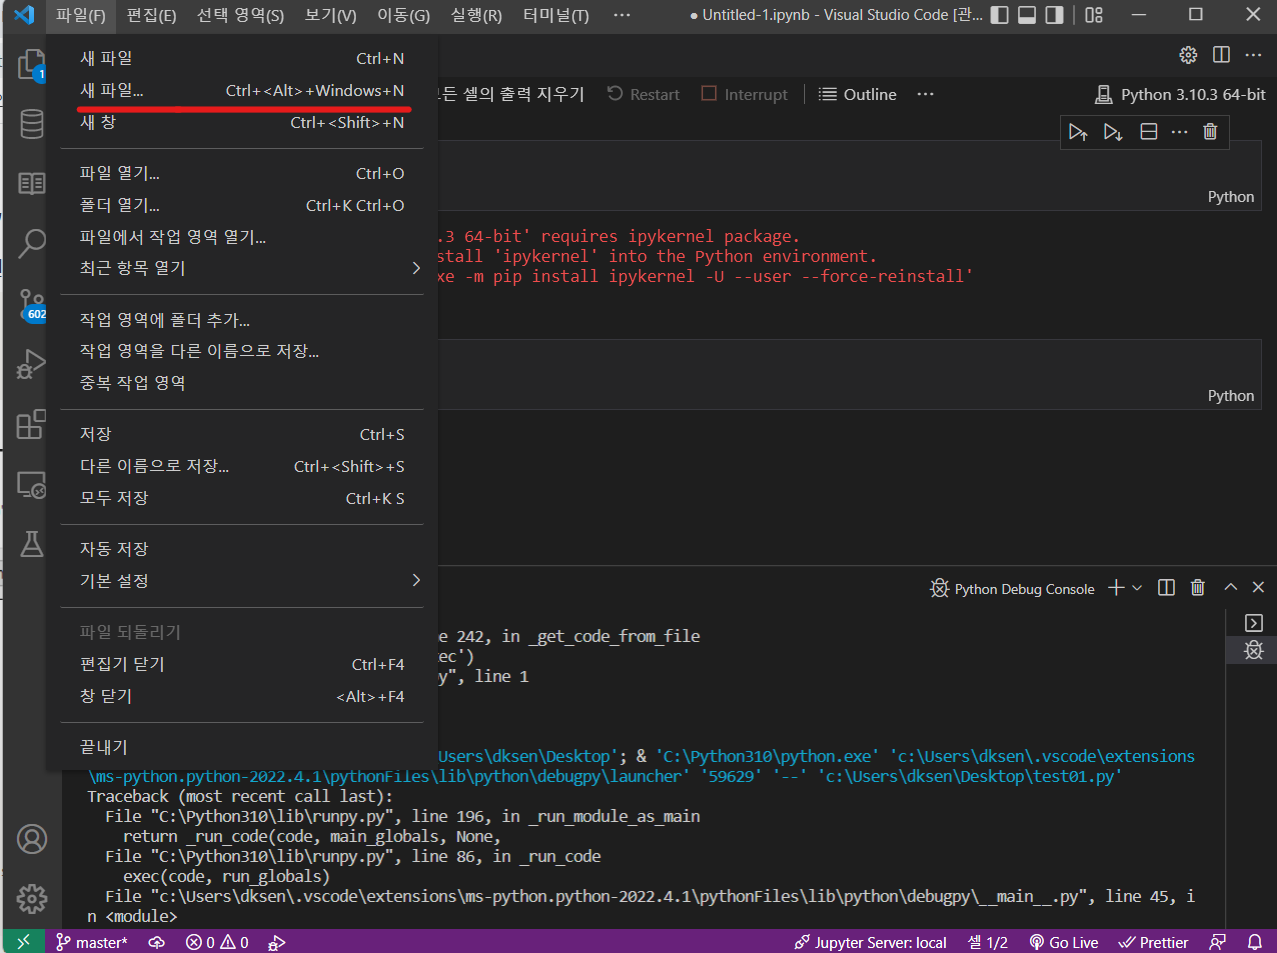 파일(F) 편집(E) 선택 영역(S) 보기(V) 이동(G) 실행(R) 터미널(T) ··· ● Untitled-1.ipynb - Visual Studio Code [관...
새 파일 Ctrl+N
새 파일... Ctrl+<Alt>+Windows+N
새 창 Ctrl+<Shift>+N
파일 열기... Ctrl+O
폴더 열기... Ctrl+K Ctrl+O
파일에서 작업 영역 열기...
최근 항목 열기
작업 영역에 폴더 추가...
작업 영역을 다른 이름으로 저장...
중복 작업 영역
저장 Ctrl+S
다른 이름으로 저장... Ctrl+<Shift>+S
모두 저장 Ctrl+K S
자동 저장
기본 설정
파일 되돌리기
편집기 닫기 Ctrl+F4
창 닫기 <Alt>+F4
끝내기
1
602
셀의 출력 지우기 Restart Interrupt Outline ··· Python 3.10.3 64-bit
Python
.3 64-bit' requires ipykernel package.
stall 'ipykernel' into the Python environment.
xe -m pip install ipykernel -U --user --force-reinstall'
Python
Python Debug Console
e 242, in _get_code_from_file
ec')
y", line 1
Users\dksen\Desktop'; & 'C:\Python310\python.exe' 'c:\Users\dksen\.vscode\extensions
\ms-python.python-2022.4.1\pythonFiles\lib\python\debugpy\launcher' '59629' '--' 'c:\Users\dksen\Desktop\test01.py'
Traceback (most recent call last):
File "C:\Python310\lib\runpy.py", line 196, in _run_module_as_main
return _run_code(code, main_globals, None,
File "C:\Python310\lib\runpy.py", line 86, in _run_code
exec(code, run_globals)
File "c:\Users\dksen\.vscode\extensions\ms-python.python-2022.4.1\pythonFiles\lib\python\debugpy\__main__.py", line 45, i
n <module>
master* 0 0 Jupyter Server: local 셀 1/2 Go Live Prettier